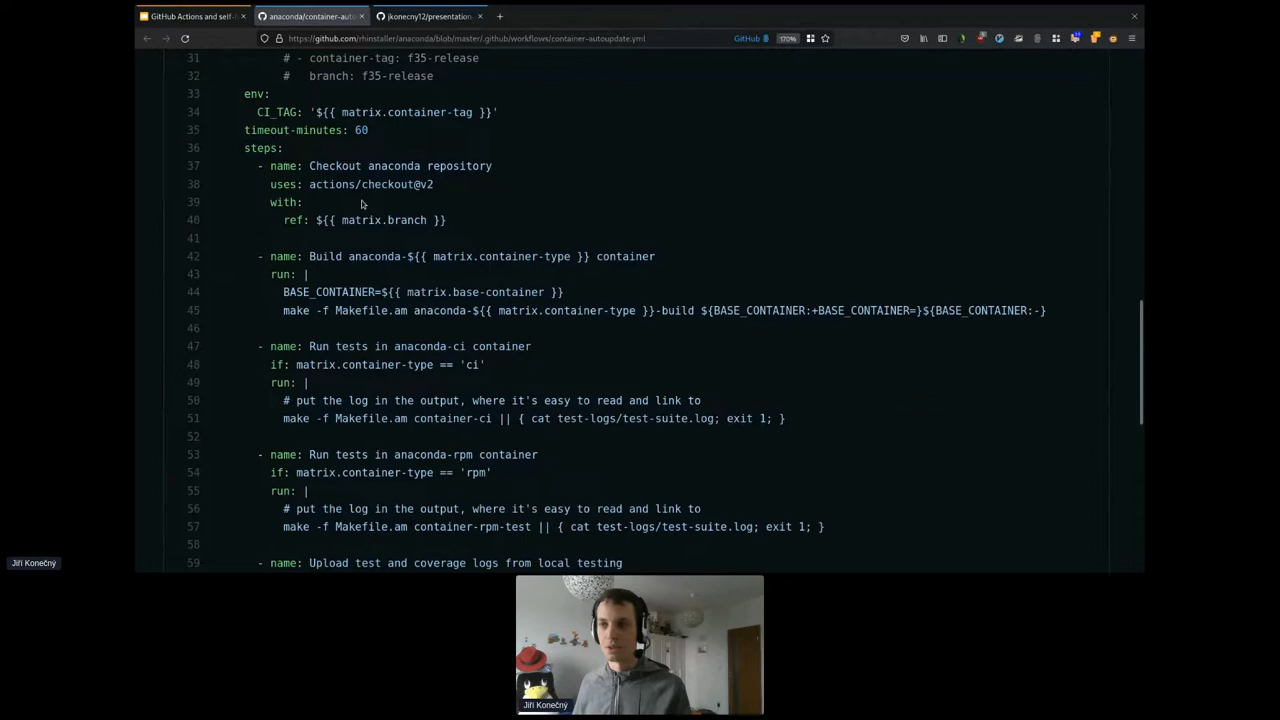 GitHub Actions and self-
anaconda/container-auto
jkonecny12/presentation-
https://github.com/rhinstaller/anaconda/blob/master/.github/workflows/container-autoupdate.yml
GitHub
170%
31 # - container-tag: f35-release
32 #   branch: f35-release
33 env:
34 CI_TAG: '${{ matrix.container-tag }}'
35 timeout-minutes: 60
36 steps:
37 - name: Checkout anaconda repository
38 uses: actions/checkout@v2
39 with:
40 ref: ${{ matrix.branch }}
41
42 - name: Build anaconda-${{ matrix.container-type }} container
43 run: |
44 BASE_CONTAINER=${{ matrix.base-container }}
45 make -f Makefile.am anaconda-${{ matrix.container-type }}-build ${BASE_CONTAINER:+BASE_CONTAINER=}${BASE_CONTAINER:-}
46
47 - name: Run tests in anaconda-ci container
48 if: matrix.container-type == 'ci'
49 run: |
50 # put the log in the output, where it's easy to read and link to
51 make -f Makefile.am container-ci || { cat test-logs/test-suite.log; exit 1; }
52
53 - name: Run tests in anaconda-rpm container
54 if: matrix.container-type == 'rpm'
55 run: |
56 # put the log in the output, where it's easy to read and link to
57 make -f Makefile.am container-rpm-test || { cat test-logs/test-suite.log; exit 1; }
58
59 - name: Upload test and coverage logs from local testing
Jiří Konečný
Jiří Konečný